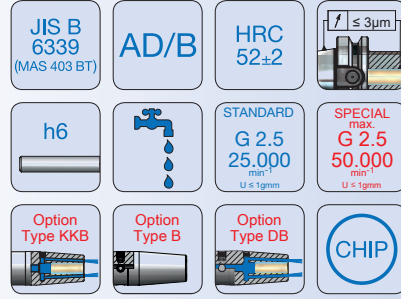 JIS B
6339
(MAS 403 BT)
AD/B
HRC
52±2
≤ 3µm
h6
STANDARD
G 2.5
25.000
min-1
U ≤ 1gmm
SPECIAL
max.
G 2.5
50.000
min-1
U ≤ 1gmm
Option
Type KKB
Option
Type B
Option
Type DB
CHIP